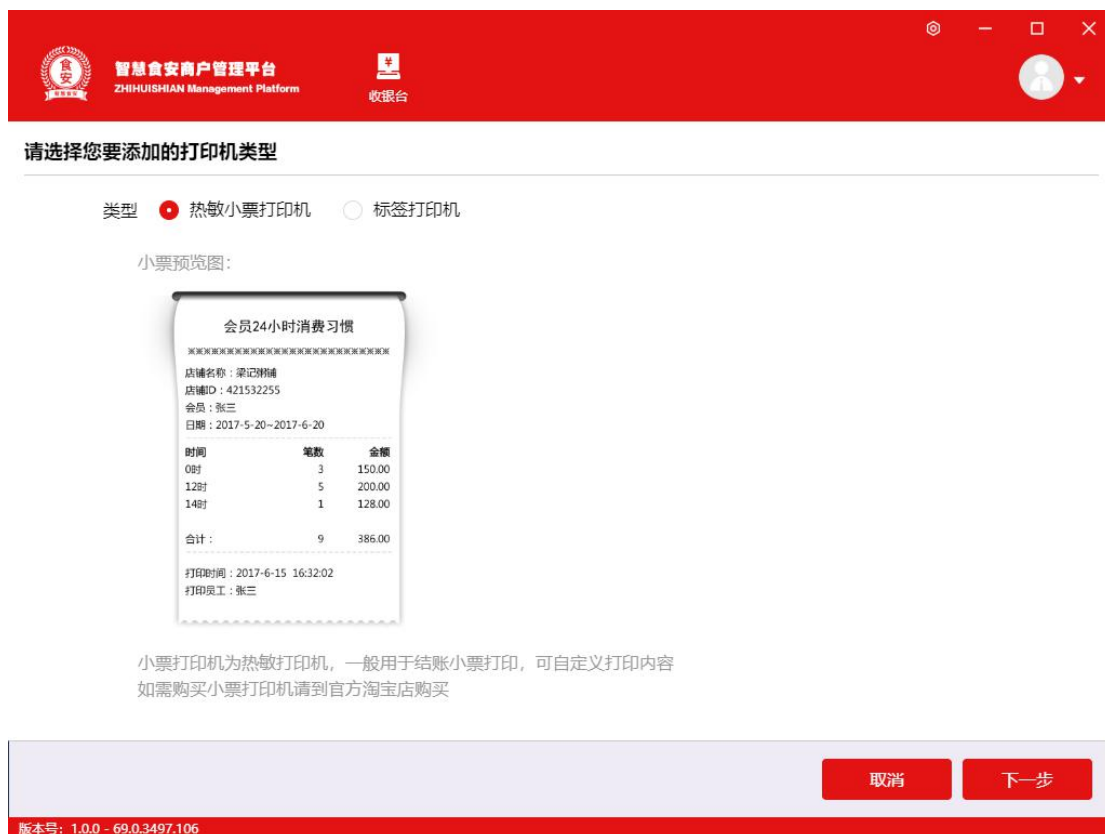 食安
智慧食安
智慧食安商户管理平台
ZHIHUISHIAN Management Platform
¥
收银台
请选择您要添加的打印机类型
类型 热敏小票打印机 标签打印机
小票预览图：
会员24小时消费习惯
※※※※※※※※※※※※※※※※※※※※※※※※※※
店铺名称：梁记粥铺
店铺ID：421532255
会员：张三
日期：2017-5-20~2017-6-20
时间 笔数 金额
0时 3 150.00
12时 5 200.00
14时 1 128.00
合计： 9 386.00
打印时间：2017-6-15 16:32:02
打印员工：张三
小票打印机为热敏打印机，一般用于结账小票打印，可自定义打印内容
如需购买小票打印机请到官方淘宝店购买
取消 下一步
版本号：1.0.0 - 69.0.3497.106